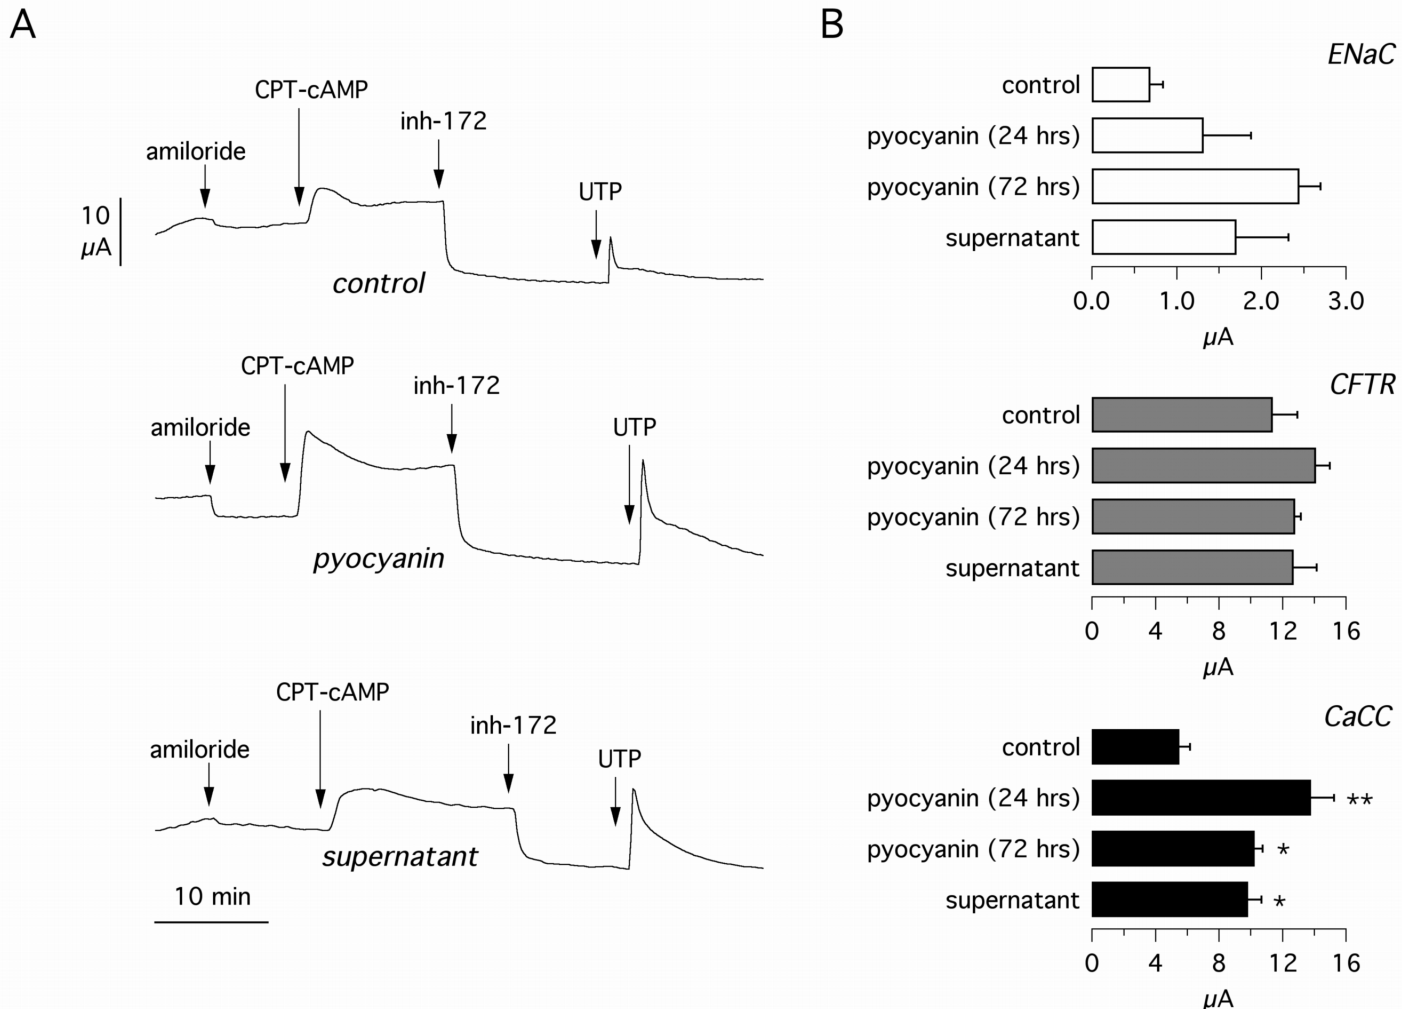 A
CPT-cAMP
inh-172
amiloride
UTP
10
µA
control
CPT-cAMP
inh-172
amiloride
UTP
pyocyanin
CPT-cAMP
inh-172
amiloride
UTP
supernatant
10 min
B
ENaC
control
pyocyanin (24 hrs)
pyocyanin (72 hrs)
supernatant
0.0 1.0 2.0 3.0
µA
CFTR
control
pyocyanin (24 hrs)
pyocyanin (72 hrs)
supernatant
0 4 8 12 16
µA
CaCC
control
pyocyanin (24 hrs) **
pyocyanin (72 hrs) *
supernatant *
0 4 8 12 16
µA